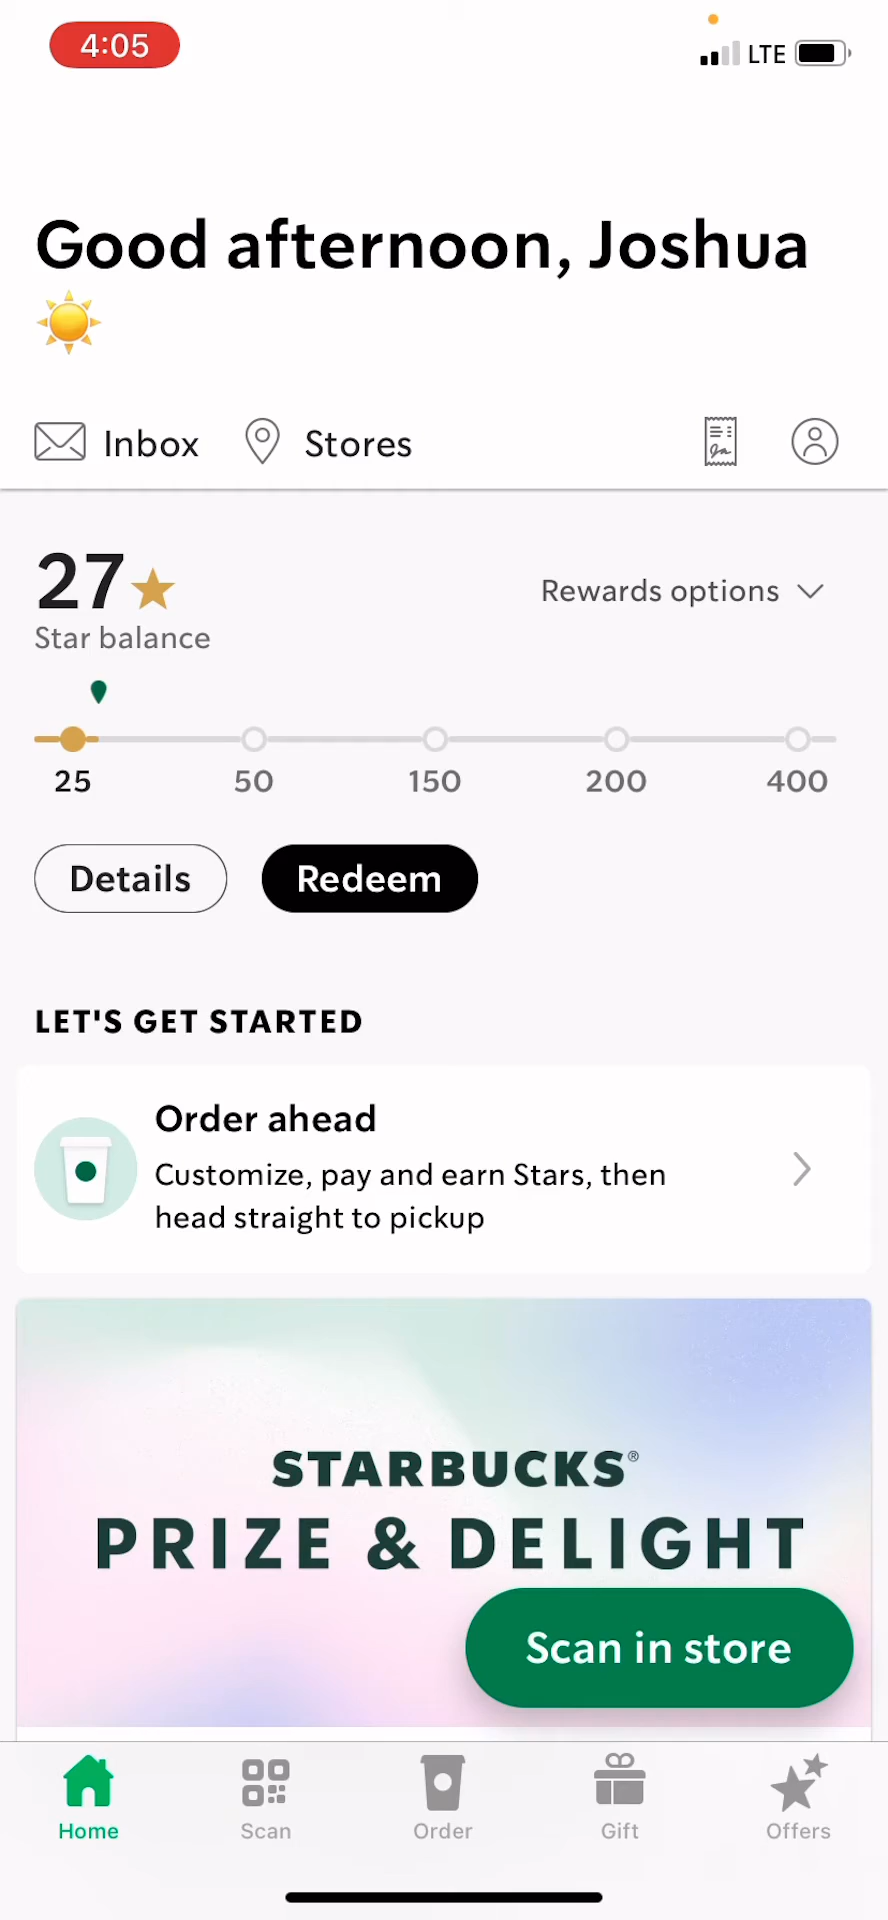 4:05
LTE
Good afternoon, Joshua
Inbox
Stores
27
Rewards options
Star balance
25 50 150 200 400
Details
Redeem
LET'S GET STARTED
Order ahead
Customize, pay and earn Stars, then
head straight to pickup
STARBUCKS®
PRIZE & DELIGHT
Scan in store
Home Scan Order Gift Offers